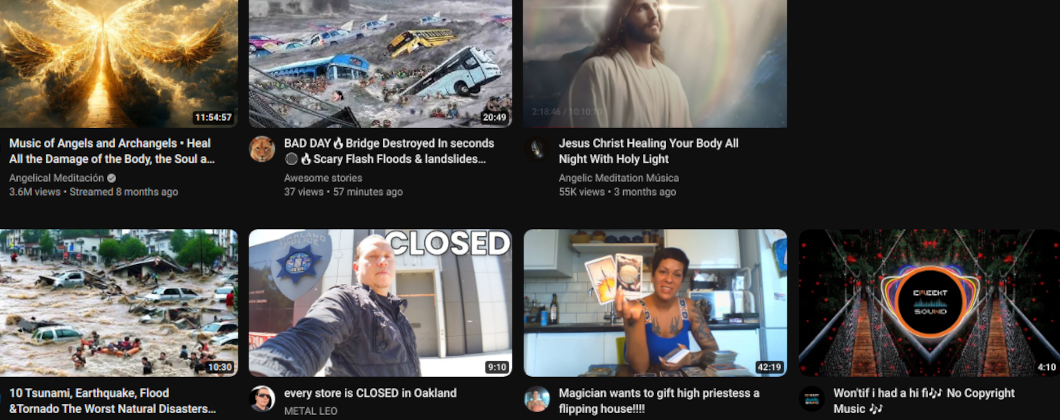 11:54:57
20:49
2:18:46 / 10:10:10
Music of Angels and Archangels • Heal
All the Damage of the Body, the Soul a...
Angelical Meditación
3.6M views • Streamed 8 months ago
BAD DAY🔥Bridge Destroyed In seconds
🌑🔥Scary Flash Floods & landslides...
Awesome stories
37 views • 57 minutes ago
Jesus Christ Healing Your Body All
Night With Holy Light
Angelic Meditation Música
55K views • 3 months ago
10:30
CLOSED
9:10
42:19
EMEEHT
SOUND
4:10
10 Tsunami, Earthquake, Flood
&Tornado The Worst Natural Disasters...
every store is CLOSED in Oakland
METAL LEO
Magician wants to gift high priestess a
flipping house!!!!
Won'tif i had a hi fi🎶 No Copyright
Music 🎶